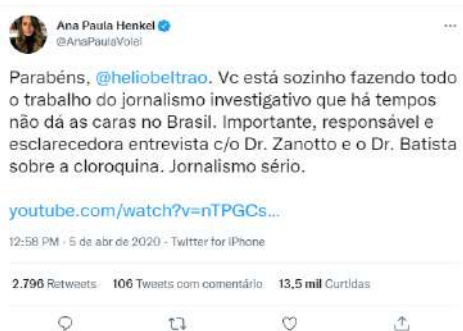 Ana Paula Henkel
@AnaPaulaVolei
Parabéns, @heliobeltrao. Vc está sozinho fazendo todo
o trabalho do jornalismo investigativo que há tempos
não dá as caras no Brasil. Importante, responsável e
esclarecedora entrevista c/o Dr. Zanotto e o Dr. Batista
sobre a cloroquina. Jornalismo sério.
youtube.com/watch?v=nTPGCs...
12:58 PM · 5 de abr de 2020 · Twitter for iPhone
2.796 Retweets 106 Tweets com comentário 13,5 mil Curtidas